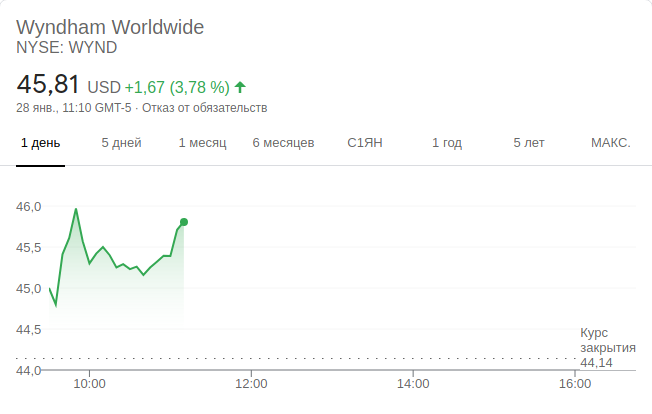 Wyndham Worldwide
NYSE: WYND
45,81 USD +1,67 (3,78 %)
28 янв., 11:10 GMT-5 · Отказ от обязательств
1 день 5 дней 1 месяц 6 месяцев С1ЯН 1 год 5 лет МАКС.
46,0
45,5
45,0
44,5
Курс
закрытия
44,14
44,0
10:00 12:00 14:00 16:00